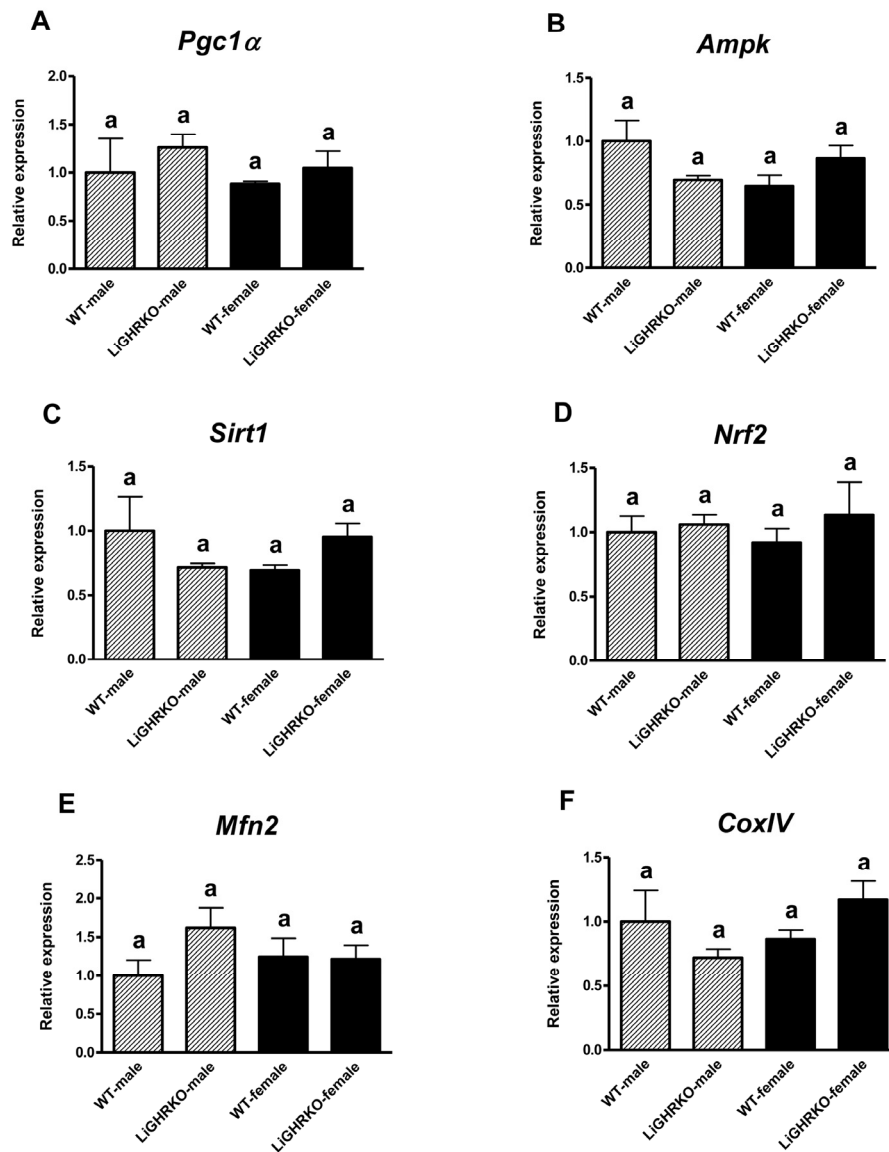 A
Pgc1α
Relative expression
2.0
1.5
1.0
0.5
0.0
a
a
a
a
WT-male
LiGHRKO-male
WT-female
LiGHRKO-female
B
Ampk
Relative expression
1.5
1.0
0.5
0.0
a
a
a
a
WT-male
LiGHRKO-male
WT-female
LiGHRKO-female
C
Sirt1
Relative expression
1.5
1.0
0.5
0.0
a
a
a
a
WT-male
LiGHRKO-male
WT-female
LiGHRKO-female
D
Nrf2
Relative expression
1.5
1.0
0.5
0.0
a
a
a
a
WT-male
LiGHRKO-male
WT-female
LiGHRKO-female
E
Mfn2
Relative expression
2.5
2.0
1.5
1.0
0.5
0.0
a
a
a
a
WT-male
LiGHRKO-male
WT-female
LiGHRKO-female
F
CoxIV
Relative expression
1.5
1.0
0.5
0.0
a
a
a
a
WT-male
LiGHRKO-male
WT-female
LiGHRKO-female